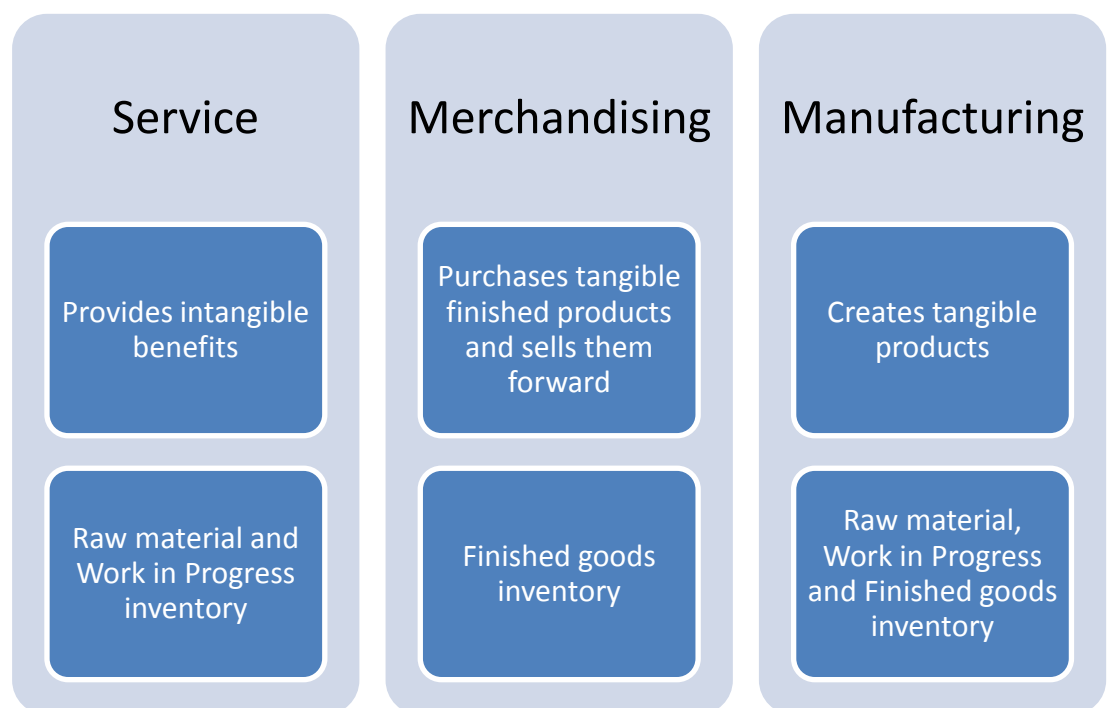 Service
Provides intangible
benefits
Raw material and
Work in Progress
inventory
Merchandising
Purchases tangible
finished products
and sells them
forward
Finished goods
inventory
Manufacturing
Creates tangible
products
Raw material,
Work in Progress
and Finished goods
inventory